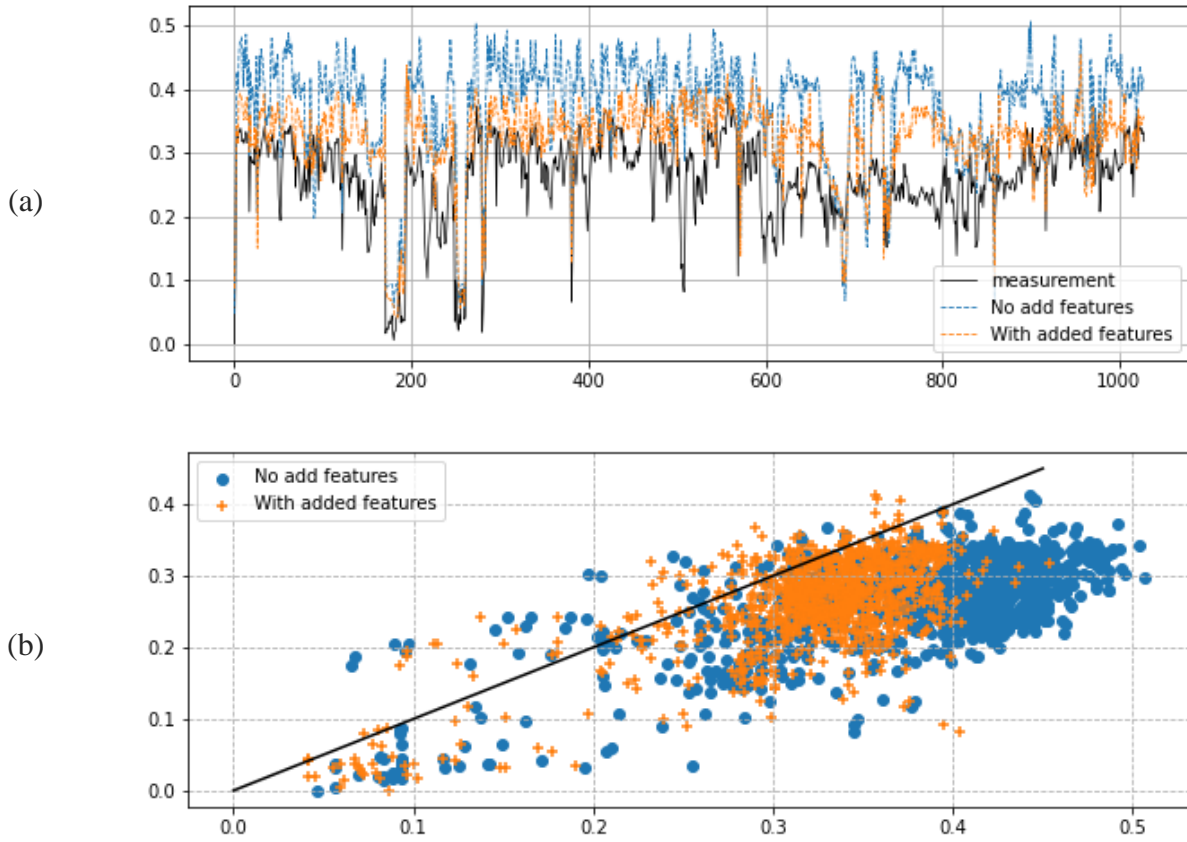 (a)
0.5
0.4
0.3
0.2
0.1
0.0
measurement
No add features
With added features
0 200 400 600 800 1000
(b)
No add features
With added features
0.4
0.3
0.2
0.1
0.0
0.0 0.1 0.2 0.3 0.4 0.5